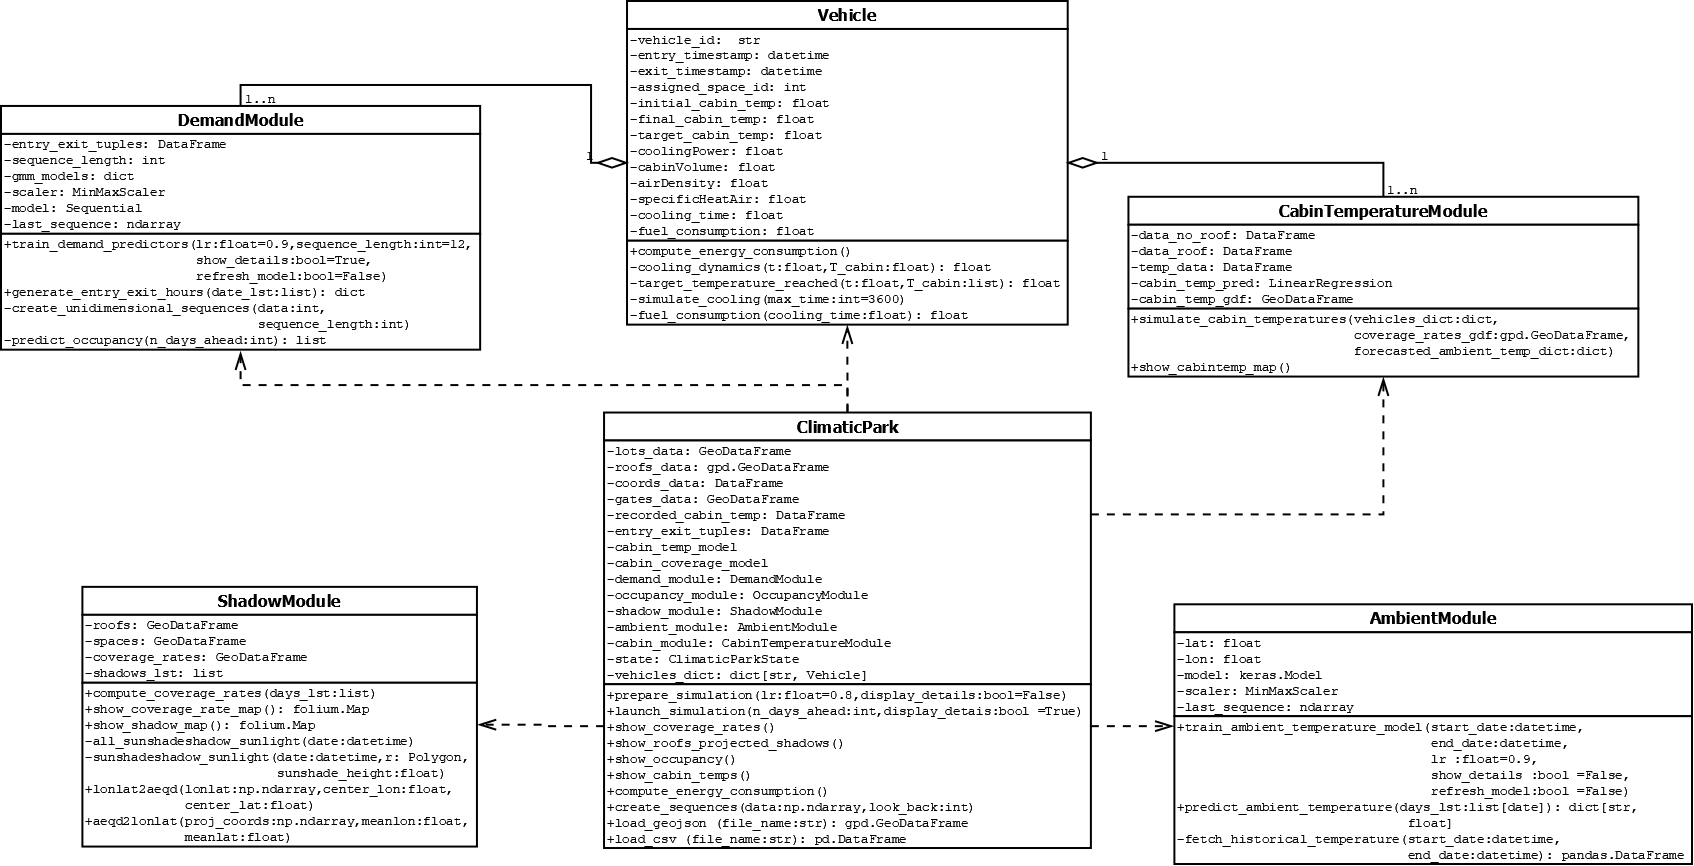 Vehicle
-vehicle_id:  str
-entry_timestamp: datetime
-exit_timestamp: datetime
-assigned_space_id: int
-initial_cabin_temp: float
-final_cabin_temp: float
-target_cabin_temp: float
-coolingPower: float
-cabinVolume: float
-airDensity: float
-specificHeatAir: float
-cooling_time: float
-fuel_consumption: float
+compute_energy_consumption()
-cooling_dynamics(t:float,T_cabin:float): float
-target_temperature_reached(t:float,T_cabin:list): float
-simulate_cooling(max_time:int=3600)
-fuel_consumption(cooling_time:float): float
1..n
1
1
1..n
DemandModule
-entry_exit_tuples: DataFrame
-sequence_length: int
-gmm_models: dict
-scaler: MinMaxScaler
-model: Sequential
-last_sequence: ndarray
+train_demand_predictors(lr:float=0.9,sequence_length:int=12,
show_details:bool=True,
refresh_model:bool=False)
+generate_entry_exit_hours(date_lst:list): dict
-create_unidimensional_sequences(data:int,
sequence_length:int)
-predict_occupancy(n_days_ahead:int): list
CabinTemperatureModule
-data_no_roof: DataFrame
-data_roof: DataFrame
-temp_data: DataFrame
-cabin_temp_pred: LinearRegression
-cabin_temp_gdf: GeoDataFrame
+simulate_cabin_temperatures(vehicles_dict:dict,
coverage_rates_gdf:gpd.GeoDataFrame,
forecasted_ambient_temp_dict:dict)
+show_cabintemp_map()
ClimaticPark
-lots_data: GeoDataFrame
-roofs_data: gpd.GeoDataFrame
-coords_data: DataFrame
-gates_data: GeoDataFrame
-recorded_cabin_temp: DataFrame
-entry_exit_tuples: DataFrame
-cabin_temp_model
-cabin_coverage_model
-demand_module: DemandModule
-occupancy_module: OccupancyModule
-shadow_module: ShadowModule
-ambient_module: AmbientModule
-cabin_module: CabinTemperatureModule
-state: ClimaticParkState
-vehicles_dict: dict[str, Vehicle]
+prepare_simulation(lr:float=0.8,display_details:bool=False)
+launch_simulation(n_days_ahead:int,display_detais:bool =True)
+show_coverage_rates()
+show_roofs_projected_shadows()
+show_occupancy()
+show_cabin_temps()
+compute_energy_consumption()
+create_sequences(data:np.ndarray,look_back:int)
+load_geojson (file_name:str): gpd.GeoDataFrame
+load_csv (file_name:str): pd.DataFrame
ShadowModule
-roofs: GeoDataFrame
-spaces: GeoDataFrame
-coverage_rates: GeoDataFrame
-shadows_lst: list
+compute_coverage_rates(days_lst:list)
+show_coverage_rate_map(): folium.Map
+show_shadow_map(): folium.Map
-all_sunshadeshadow_sunlight(date:datetime)
-sunshadeshadow_sunlight(date:datetime,r: Polygon,
sunshade_height:float)
+lonlat2aeqd(lonlat:np.ndarray,center_lon:float,
center_lat:float)
+aeqd2lonlat(proj_coords:np.ndarray,meanlon:float,
meanlat:float)
AmbientModule
-lat: float
-lon: float
-model: keras.Model
-scaler: MinMaxScaler
-last_sequence: ndarray
+train_ambient_temperature_model(start_date:datetime,
end_date:datetime,
lr :float=0.9,
show_details :bool =False,
refresh_model:bool =False)
+predict_ambient_temperature(days_lst:list[date]): dict[str,
float]
-fetch_historical_temperature(start_date:datetime,
end_date:datetime): pandas.DataFrame